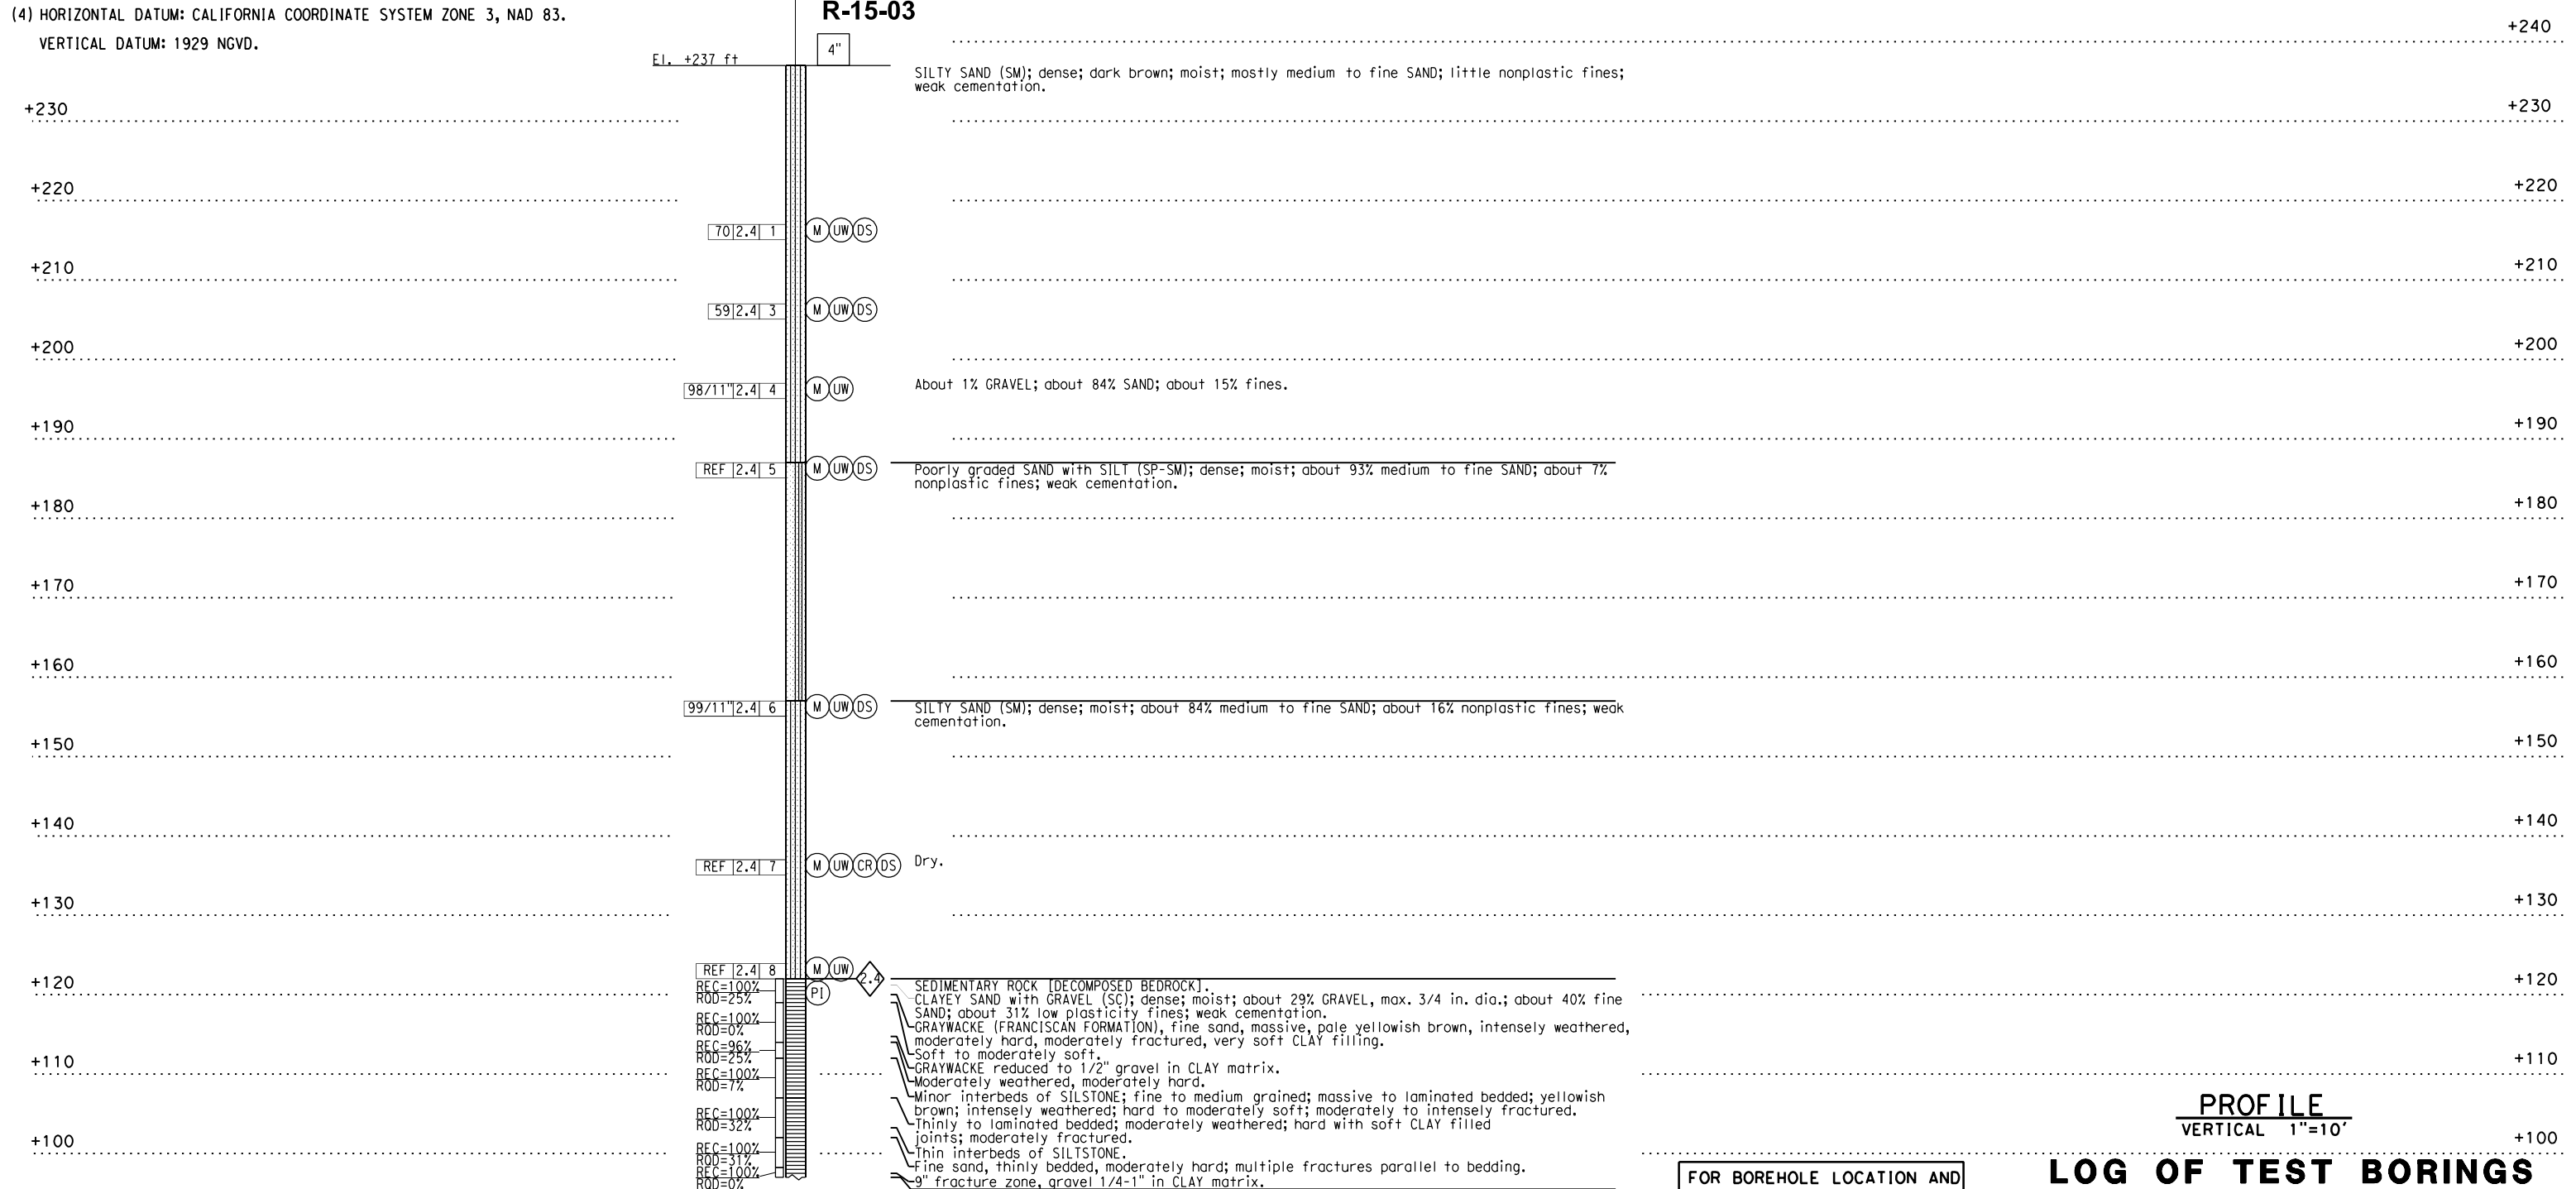 (4) HORIZONTAL DATUM: CALIFORNIA COORDINATE SYSTEM ZONE 3, NAD 83.
VERTICAL DATUM: 1929 NGVD.
R-15-03
4"
El. +237 ft
+240
SILTY SAND (SM); dense; dark brown; moist; mostly medium to fine SAND; little nonplastic fines;
weak cementation.
+230
+230
+220
+220
70 2.4 1 M UW DS
+210
+210
59 2.4 3 M UW DS
+200
+200
98/11" 2.4 4 M UW
About 1% GRAVEL; about 84% SAND; about 15% fines.
+190
+190
REF 2.4 5 M UW DS
Poorly graded SAND with SILT (SP-SM); dense; moist; about 93% medium to fine SAND; about 7%
nonplastic fines; weak cementation.
+180
+180
+170
+170
+160
+160
99/11" 2.4 6 M UW DS
SILTY SAND (SM); dense; moist; about 84% medium to fine SAND; about 16% nonplastic fines; weak
cementation.
+150
+150
+140
+140
REF 2.4 7 M UW CR DS
Dry.
+130
+130
REF 2.4 8 M UW 2.4
PI
+120
+120
REC=100%
RQD=25%
REC=100%
RQD=0%
REC=96%
RQD=25%
REC=100%
RQD=7%
REC=100%
RQD=32%
REC=100%
RQD=31%
REC=100%
RQD=0%
SEDIMENTARY ROCK [DECOMPOSED BEDROCK].
CLAYEY SAND with GRAVEL (SC); dense; moist; about 29% GRAVEL, max. 3/4 in. dia.; about 40% fine
SAND; about 31% low plasticity fines; weak cementation.
GRAYWACKE (FRANCISCAN FORMATION), fine sand, massive, pale yellowish brown, intensely weathered,
moderately hard, moderately fractured, very soft CLAY filling.
Soft to moderately soft.
GRAYWACKE reduced to 1/2" gravel in CLAY matrix.
Moderately weathered, moderately hard.
Minor interbeds of SILSTONE; fine to medium grained; massive to laminated bedded; yellowish
brown; intensely weathered; hard to moderately soft; moderately to intensely fractured.
Thinly to laminated bedded; moderately weathered; hard with soft CLAY filled
joints; moderately fractured.
Thin interbeds of SILTSTONE.
Fine sand, thinly bedded, moderately hard; multiple fractures parallel to bedding.
9" fracture zone, gravel 1/4-1" in CLAY matrix.
+110
+110
+100
+100
PROFILE
VERTICAL 1"=10'
FOR BOREHOLE LOCATION AND
LOG OF TEST BORINGS